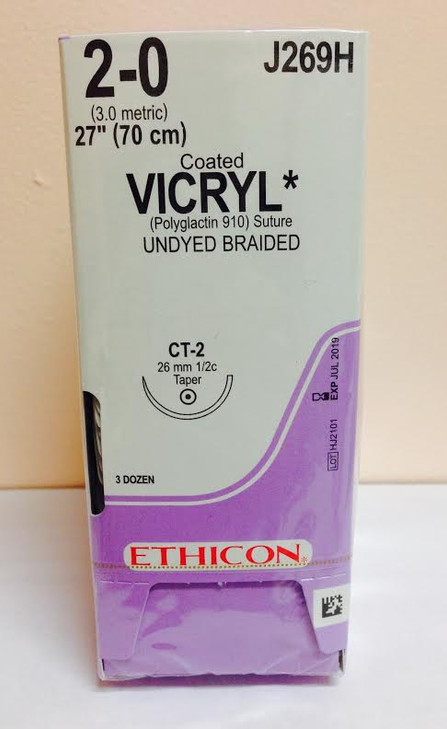 2-0
J269H
(3.0 metric)
27" (70 cm)
Coated
VICRYL*
(Polyglactin 910) Suture
UNDYED BRAIDED
CT-2
26 mm 1/2c
Taper
EXP JUL 2019
LOT HJ2101
3 DOZEN
ETHICON